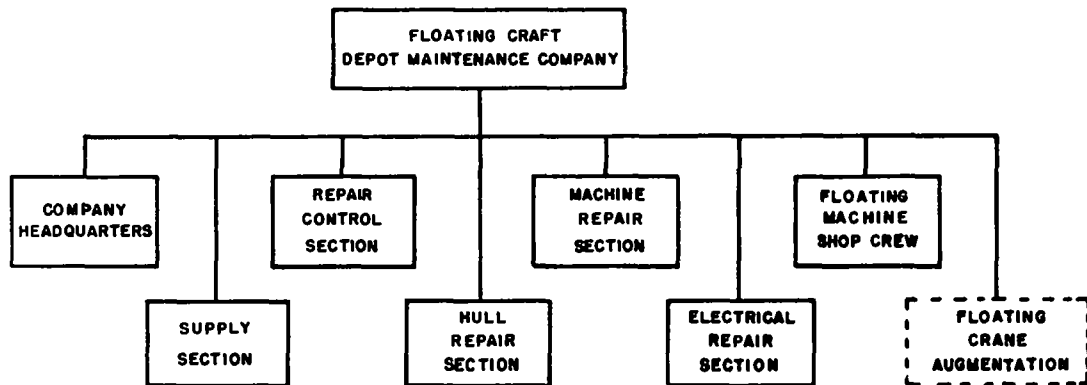 FLOATING CRAFT
DEPOT MAINTENANCE COMPANY
COMPANY
HEADQUARTERS
REPAIR
CONTROL
SECTION
MACHINE
REPAIR
SECTION
FLOATING
MACHINE
SHOP CREW
SUPPLY
SECTION
HULL
REPAIR
SECTION
ELECTRICAL
REPAIR
SECTION
FLOATING
CRANE
AUGMENTATION